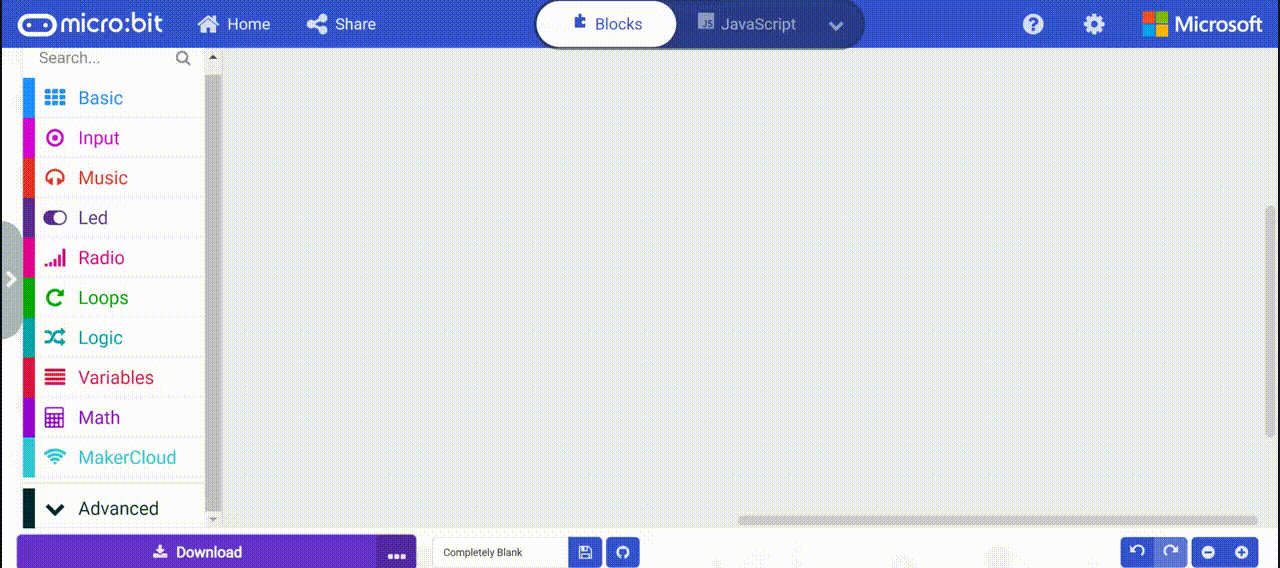 micro:bit Home Share Blocks JavaScript Microsoft
Search...
Basic
Input
Music
Led
Radio
Loops
Logic
Variables
Math
MakerCloud
Advanced
Download ... Completely Blank